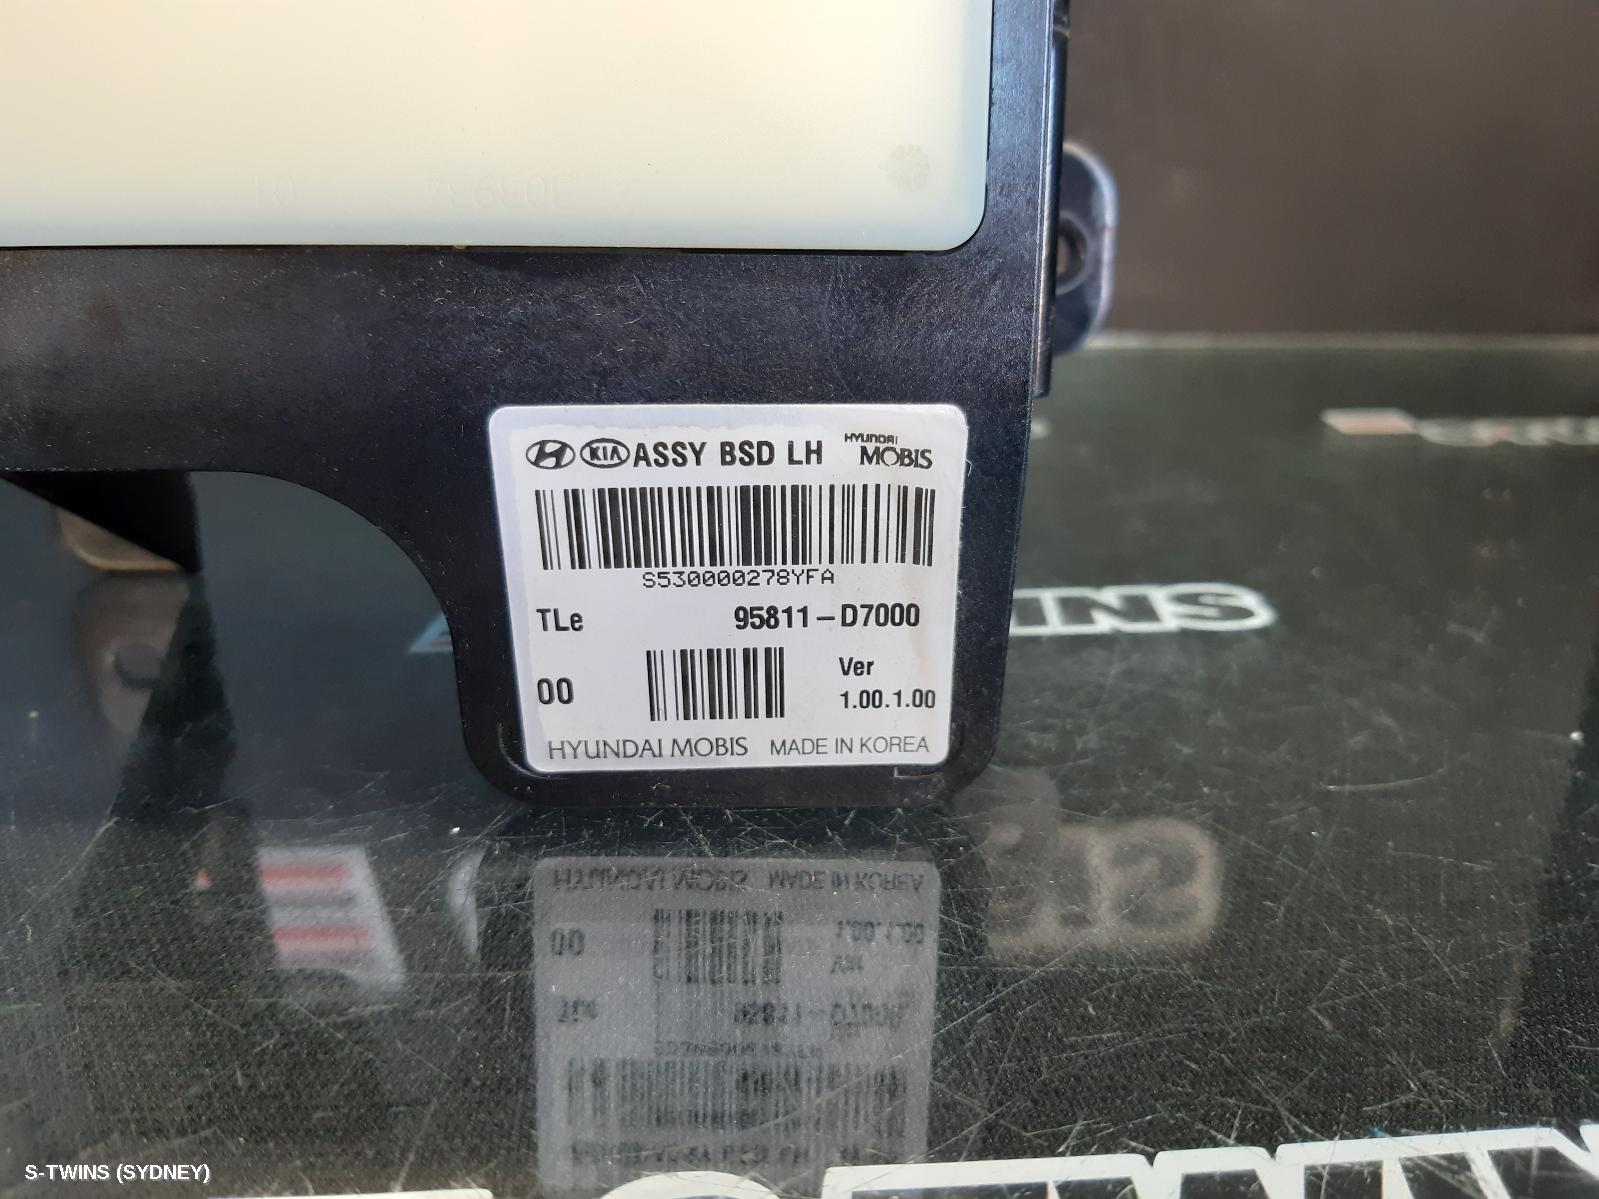 KIA ASSY BSD LH HYUNDAI MOBIS
S530000278YFA
TLe 95811-D7000
00 Ver 1.00.1.00
HYUNDAI MOBIS MADE IN KOREA
S-TWINS (SYDNEY)